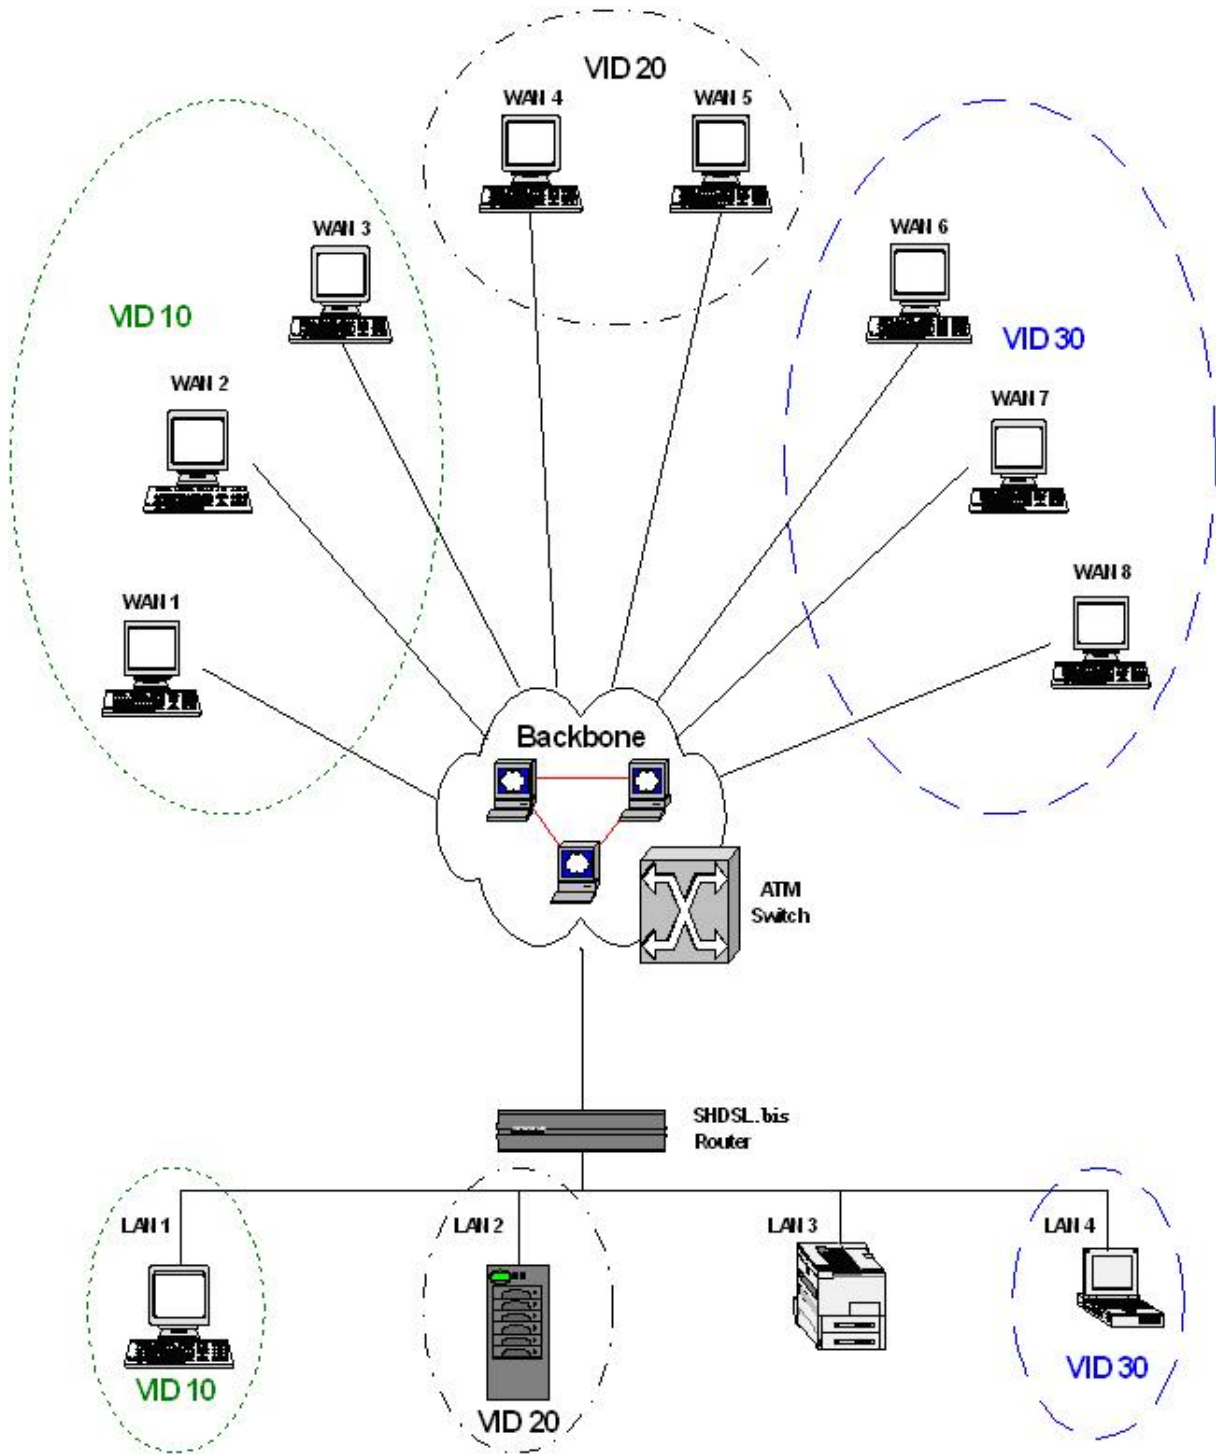 VID 20
WAN 4
WAN 5
WAN 3
WAN 6
VID 10
VID 30
WAN 2
WAN 7
WAN 1
WAN 8
Backbone
ATM
Switch
SHDSL.bis
Router
LAN 1
LAN 2
LAN 3
LAN 4
VID 10
VID 20
VID 30